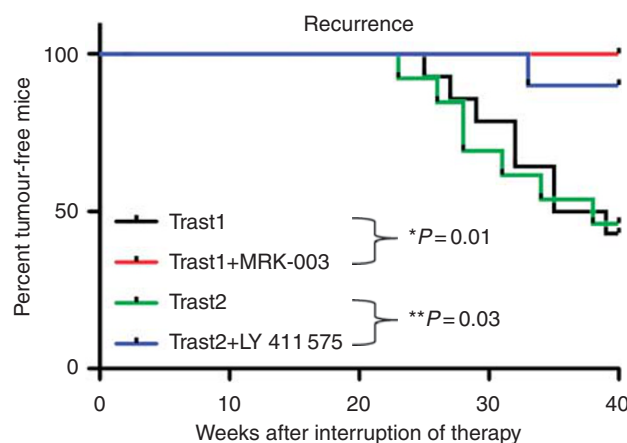 Recurrence
100
50
0
Percent tumour-free mice
Trast1
Trast1+MRK-003
*P=0.01
Trast2
Trast2+LY 411 575
**P=0.03
0 10 20 30 40
Weeks after interruption of therapy